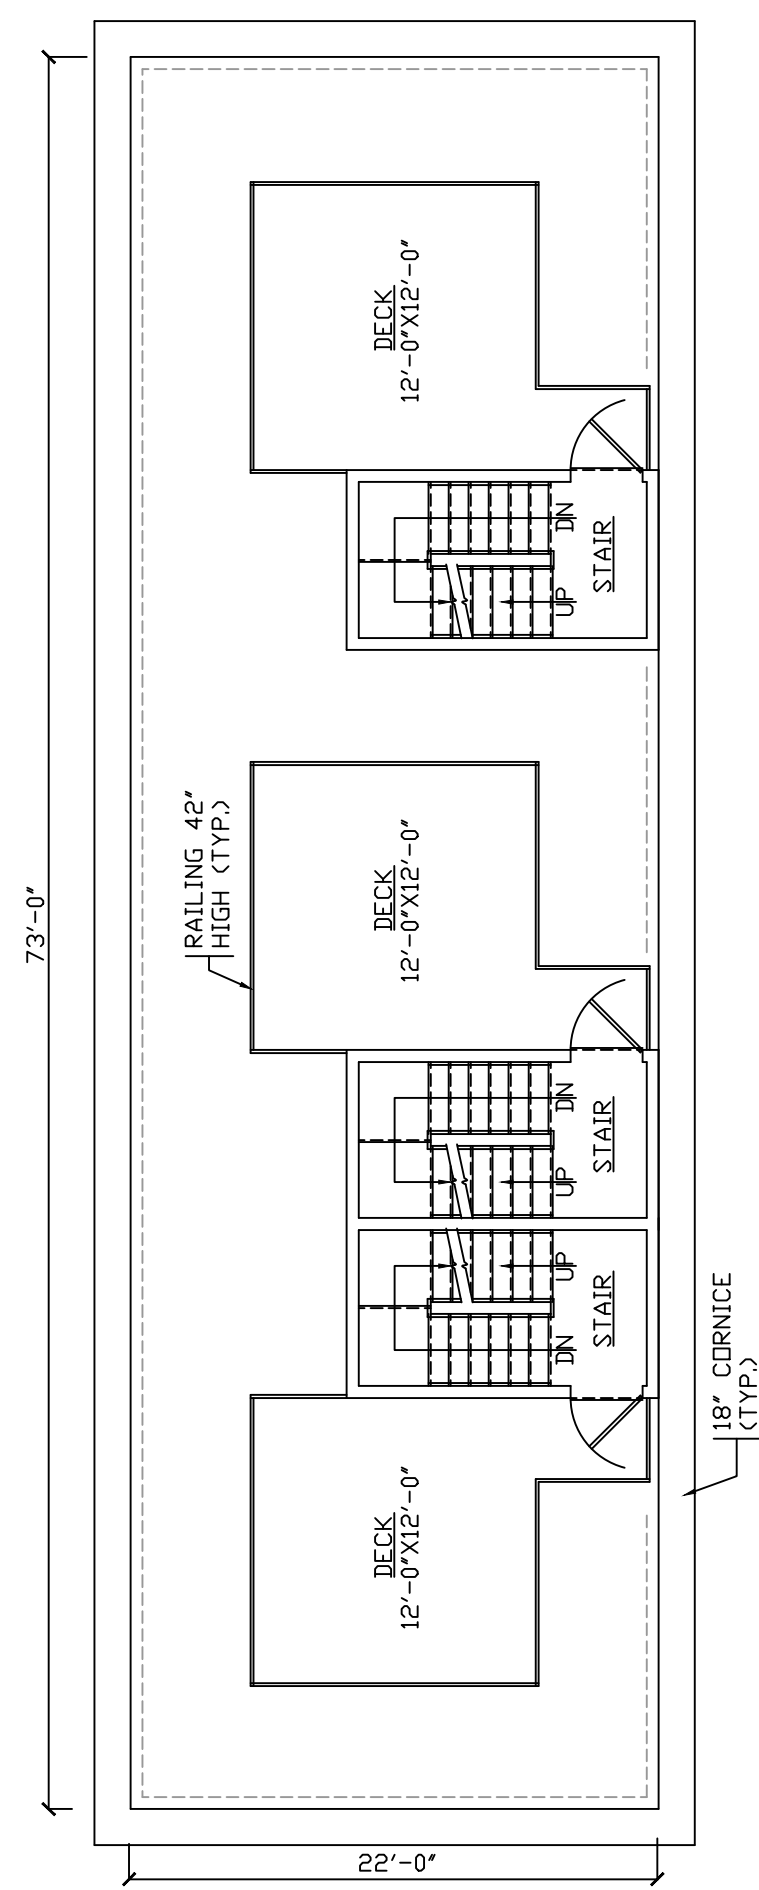 73'-0"
RAILING 42"
HIGH (TYP.)
DECK
12'-0"X12'-0"
DN
UP
STAIR
DECK
12'-0"X12'-0"
DN
UP
STAIR
UP
DN
STAIR
DECK
12'-0"X12'-0"
18" CORNICE
(TYP.)
22'-0"